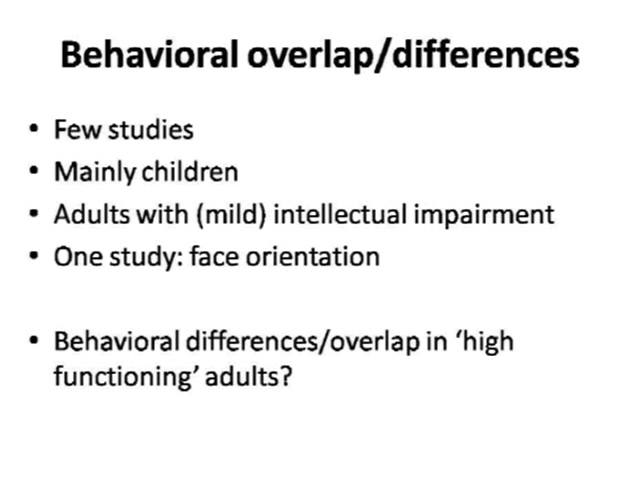 Behavioral overlap/differences
• Few studies
• Mainly children
• Adults with (mild) intellectual impairment
• One study: face orientation
• Behavioral differences/overlap in ‘high
functioning’ adults?